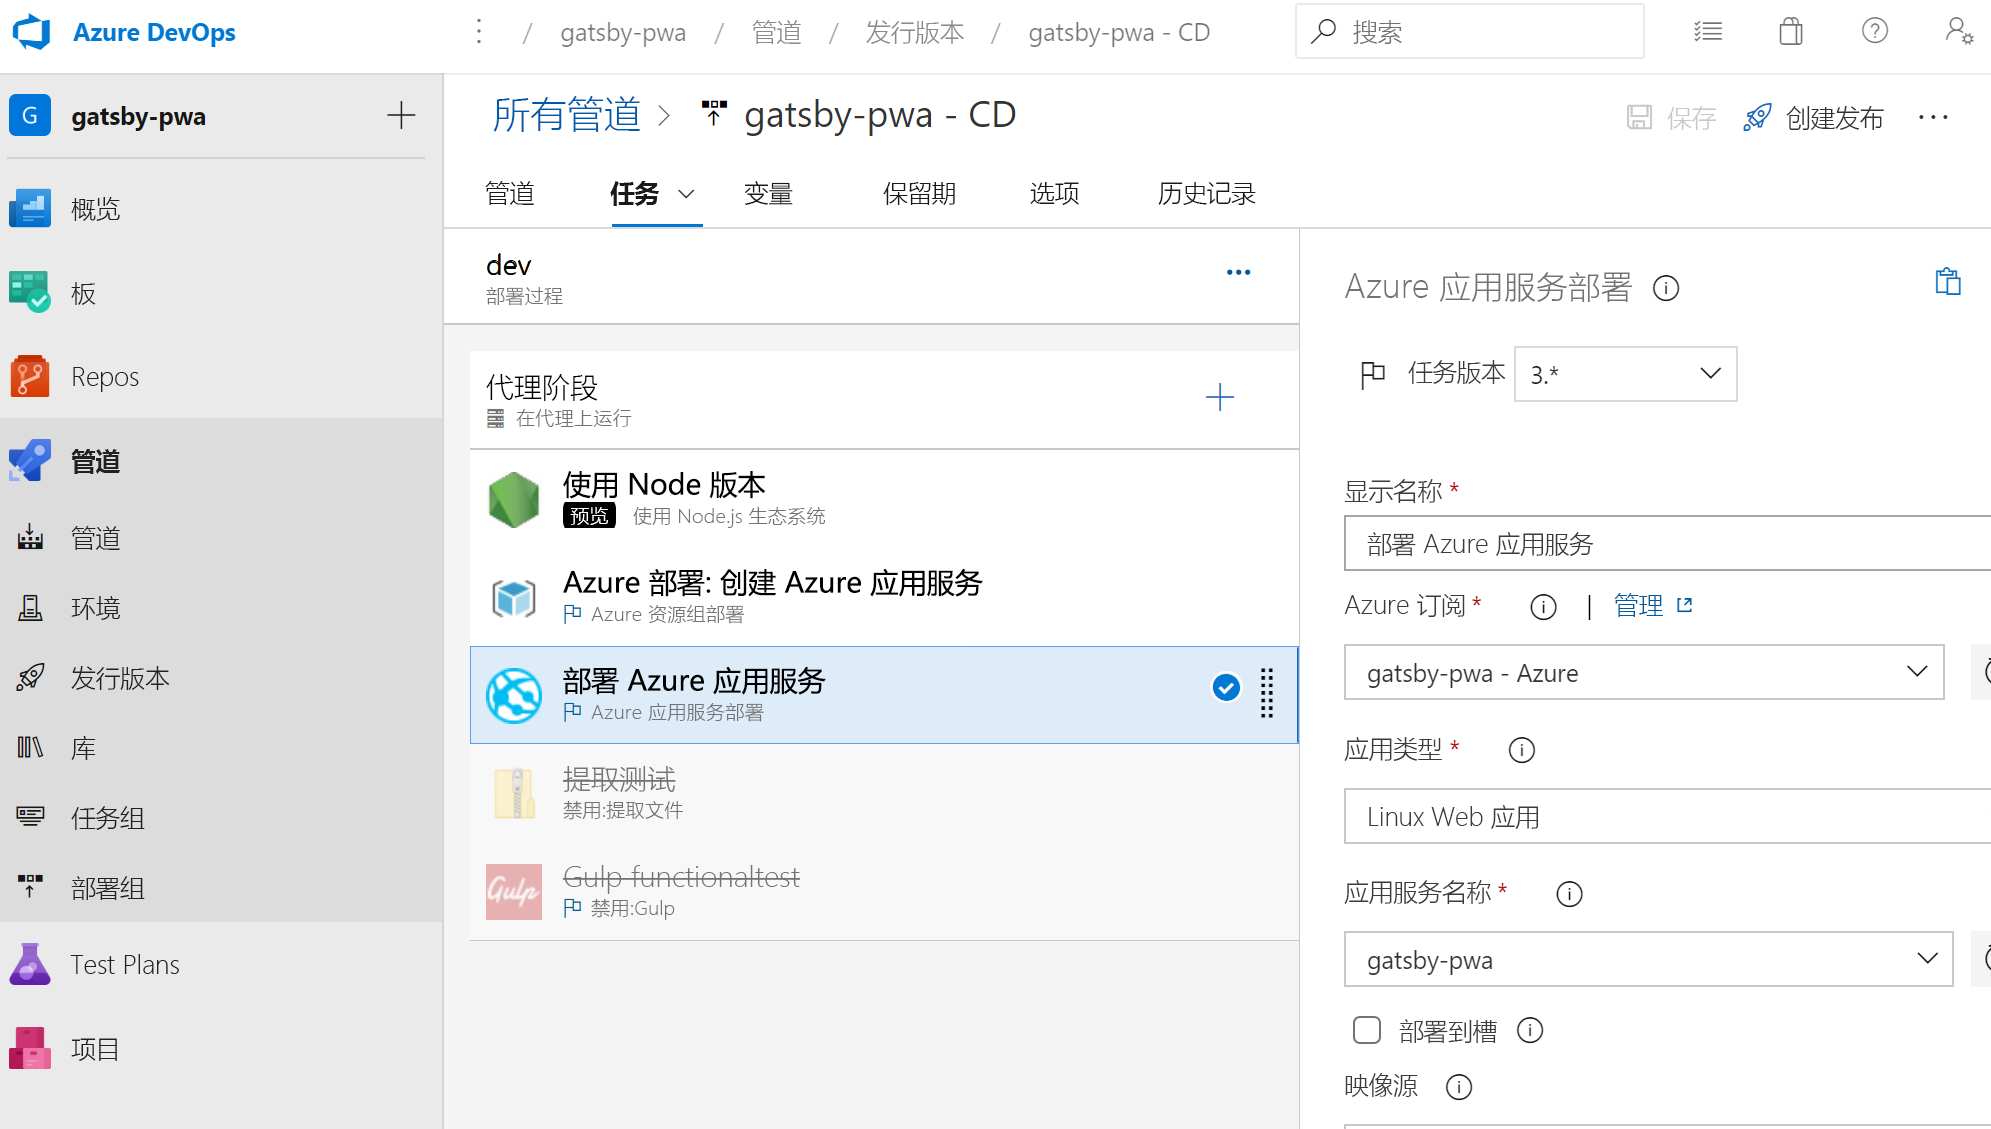 Azure DevOps
/ gatsby-pwa / 管道 / 发行版本 / gatsby-pwa - CD
搜索
G gatsby-pwa
概览
板
Repos
管道
管道
环境
发行版本
库
任务组
部署组
Test Plans
项目
所有管道 > gatsby-pwa - CD
保存 创建发布 ...
管道 任务 变量 保留期 选项 历史记录
dev
部署过程
代理阶段
在代理上运行
使用 Node 版本
预览 使用 Node.js 生态系统
Azure 部署: 创建 Azure 应用服务
Azure 资源组部署
部署 Azure 应用服务
Azure 应用服务部署
提取测试
禁用:提取文件
Gulp
Gulp functionaltest
禁用:Gulp
Azure 应用服务部署
任务版本 3.*
显示名称 *
部署 Azure 应用服务
Azure 订阅 * | 管理
gatsby-pwa - Azure
应用类型 *
Linux Web 应用
应用服务名称 *
gatsby-pwa
部署到槽
映像源